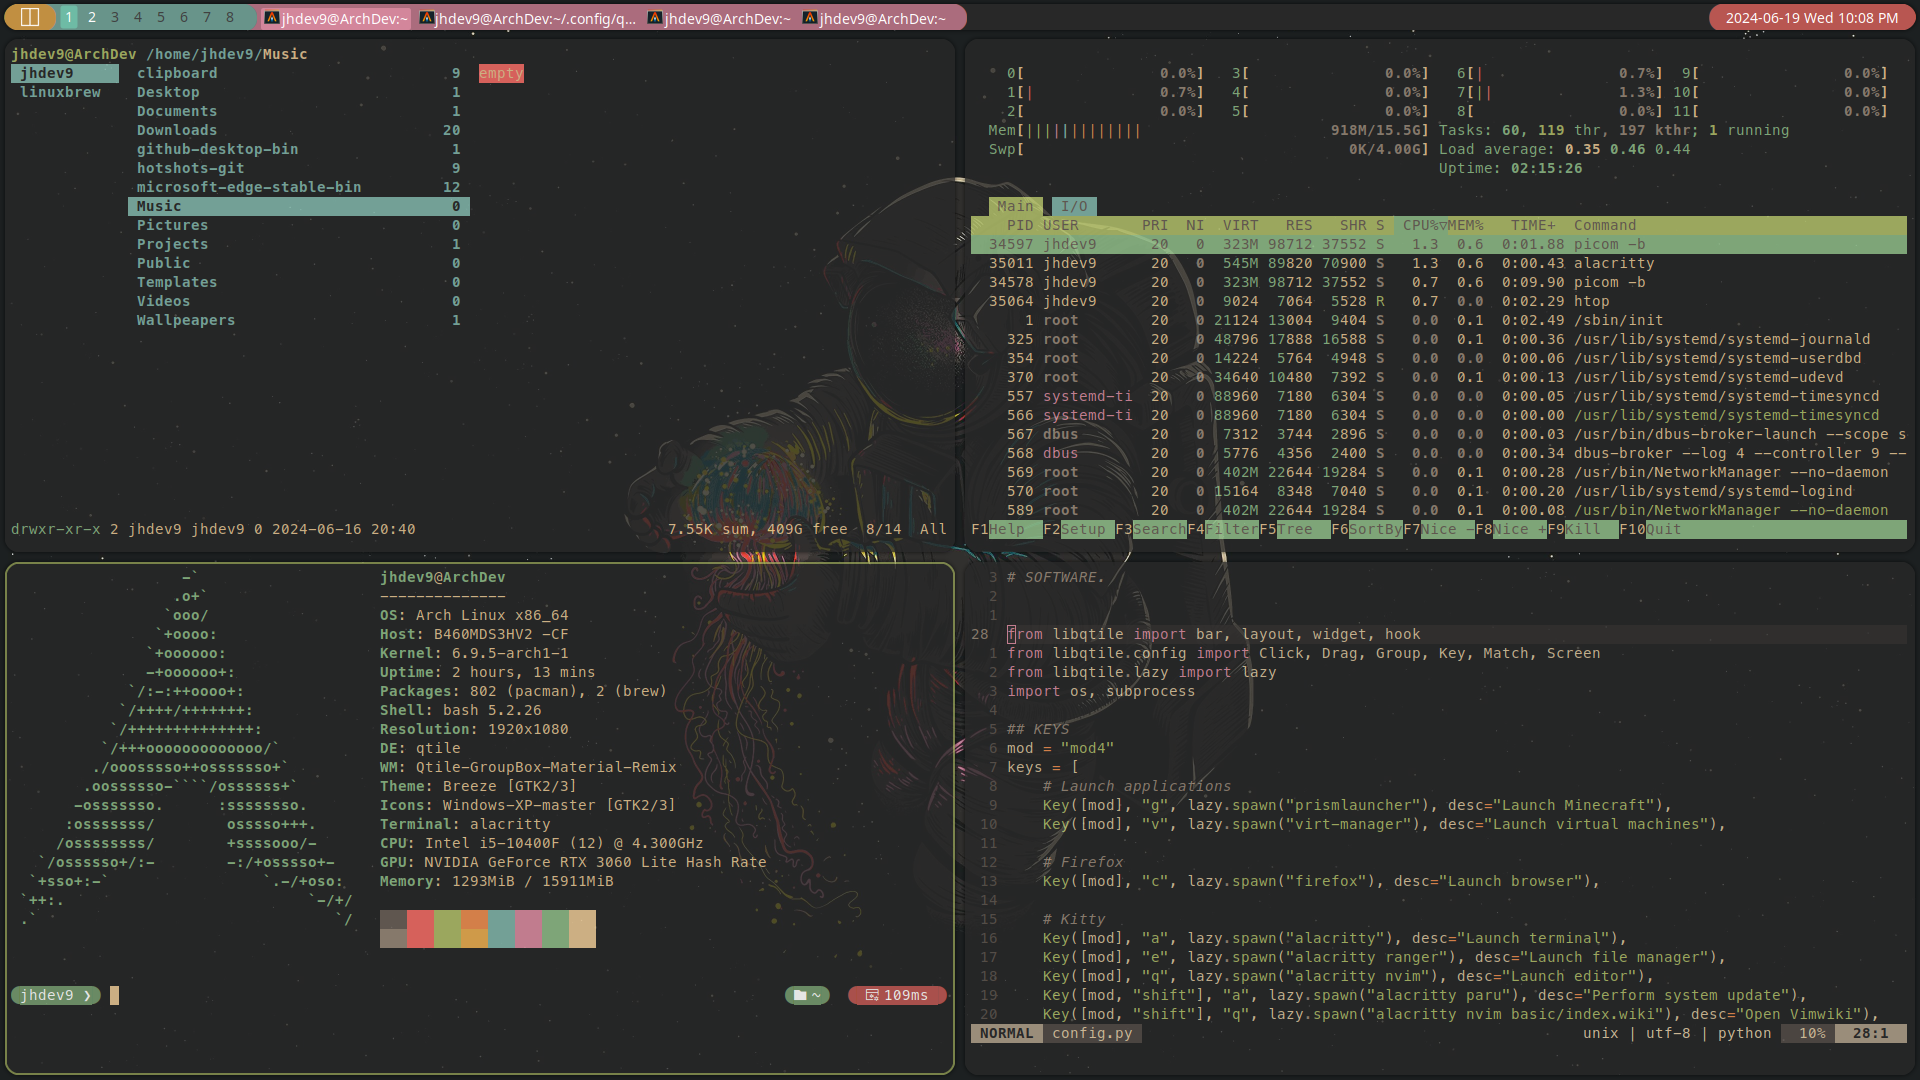 1 2 3 4 5 6 7 8 jhdev9@ArchDev:~ jhdev9@ArchDev:~/.config/q... jhdev9@ArchDev:~ jhdev9@ArchDev:~ 2024-06-19 Wed 10:08 PM
jhdev9@ArchDev /home/jhdev9/Music
jhdev9 clipboard 9 empty
linuxbrew Desktop 1
Documents 1
Downloads 20
github-desktop-bin 1
hotshots-git 9
microsoft-edge-stable-bin 12
Music 0
Pictures 0
Projects 1
Public 0
Templates 0
Videos 0
Wallpeapers 1
drwxr-xr-x 2 jhdev9 jhdev9 0 2024-06-16 20:40 7.55K sum, 409G free 8/14 All
0[ 0.0%] 3[ 0.0%] 6[| 0.7%] 9[ 0.0%]
1[| 0.7%] 4[ 0.0%] 7[|| 1.3%] 10[ 0.0%]
2[ 0.0%] 5[ 0.0%] 8[ 0.0%] 11[ 0.0%]
Mem[||||||||||||| 918M/15.5G] Tasks: 60, 119 thr, 197 kthr; 1 running
Swp[ 0K/4.00G] Load average: 0.35 0.46 0.44
Uptime: 02:15:26
Main I/O
PID USER PRI NI VIRT RES SHR S CPU%▽MEM% TIME+ Command
34597 jhdev9 20 0 323M 98712 37552 S 1.3 0.6 0:01.88 picom -b
35011 jhdev9 20 0 545M 89820 70900 S 1.3 0.6 0:00.43 alacritty
34578 jhdev9 20 0 323M 98712 37552 S 0.7 0.6 0:09.90 picom -b
35064 jhdev9 20 0 9024 7064 5528 R 0.7 0.0 0:02.29 htop
1 root 20 0 21124 13004 9404 S 0.0 0.1 0:02.49 /sbin/init
325 root 20 0 48796 17888 16588 S 0.0 0.1 0:00.36 /usr/lib/systemd/systemd-journald
354 root 20 0 14224 5764 4948 S 0.0 0.0 0:00.06 /usr/lib/systemd/systemd-userdbd
370 root 20 0 34640 10480 7392 S 0.0 0.1 0:00.13 /usr/lib/systemd/systemd-udevd
557 systemd-ti 20 0 88960 7180 6304 S 0.0 0.0 0:00.05 /usr/lib/systemd/systemd-timesyncd
566 systemd-ti 20 0 88960 7180 6304 S 0.0 0.0 0:00.00 /usr/lib/systemd/systemd-timesyncd
567 dbus 20 0 7312 3744 2896 S 0.0 0.0 0:00.03 /usr/bin/dbus-broker-launch --scope s
568 dbus 20 0 5776 4356 2400 S 0.0 0.0 0:00.34 dbus-broker --log 4 --controller 9 --
569 root 20 0 402M 22644 19284 S 0.0 0.1 0:00.28 /usr/bin/NetworkManager --no-daemon
570 root 20 0 15164 8348 7040 S 0.0 0.1 0:00.20 /usr/lib/systemd/systemd-logind
589 root 20 0 402M 22644 19284 S 0.0 0.1 0:00.08 /usr/bin/NetworkManager --no-daemon
F1Help F2Setup F3SearchF4FilterF5Tree F6SortByF7Nice -F8Nice +F9Kill F10Quit
-`
.o+`
`ooo/
`+oooo:
`+oooooo:
-+oooooo+:
`/:-:++oooo+:
`/++++/+++++++:
`/++++++++++++++:
`/+++ooooooooooooo/`
./ooosssso++osssssso+`
.oossssso-````/ossssss+`
-osssssso. :ssssssso.
:osssssss/ osssso+++.
/ossssssss/ +ssssooo/-
`/ossssso+/:- -:/+osssso+-
`+sso+:-` `.-/+oso:
`++:. `-/+/
.` `/
jhdev9@ArchDev
--------------
OS: Arch Linux x86_64
Host: B460MDS3HV2 -CF
Kernel: 6.9.5-arch1-1
Uptime: 2 hours, 13 mins
Packages: 802 (pacman), 2 (brew)
Shell: bash 5.2.26
Resolution: 1920x1080
DE: qtile
WM: Qtile-GroupBox-Material-Remix
Theme: Breeze [GTK2/3]
Icons: Windows-XP-master [GTK2/3]
Terminal: alacritty
CPU: Intel i5-10400F (12) @ 4.300GHz
GPU: NVIDIA GeForce RTX 3060 Lite Hash Rate
Memory: 1293MiB / 15911MiB
jhdev9 ❯ ~ 109ms
3 # SOFTWARE.
2
1
28 from libqtile import bar, layout, widget, hook
1 from libqtile.config import Click, Drag, Group, Key, Match, Screen
2 from libqtile.lazy import lazy
3 import os, subprocess
4
5 ## KEYS
6 mod = "mod4"
7 keys = [
8 # Launch applications
9 Key([mod], "g", lazy.spawn("prismlauncher"), desc="Launch Minecraft"),
10 Key([mod], "v", lazy.spawn("virt-manager"), desc="Launch virtual machines"),
11
12 # Firefox
13 Key([mod], "c", lazy.spawn("firefox"), desc="Launch browser"),
14
15 # Kitty
16 Key([mod], "a", lazy.spawn("alacritty"), desc="Launch terminal"),
17 Key([mod], "e", lazy.spawn("alacritty ranger"), desc="Launch file manager"),
18 Key([mod], "q", lazy.spawn("alacritty nvim"), desc="Launch editor"),
19 Key([mod, "shift"], "a", lazy.spawn("alacritty paru"), desc="Perform system update"),
20 Key([mod, "shift"], "q", lazy.spawn("alacritty nvim basic/index.wiki"), desc="Open Vimwiki"),
NORMAL config.py unix | utf-8 | python 10% 28:1